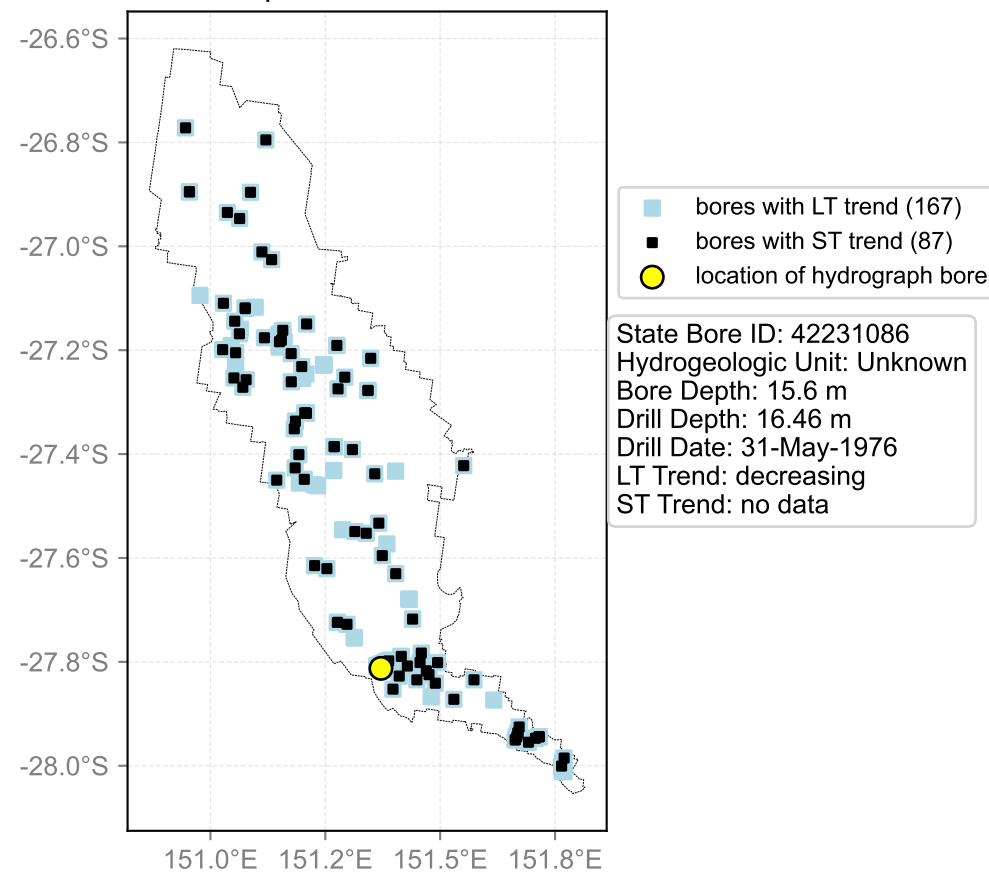 -26.6°S
-26.8°S
-27.0°S
-27.2°S
-27.4°S
-27.6°S
-27.8°S
-28.0°S
151.0°E
151.2°E
151.5°E
151.8°E
bores with LT trend (167)
bores with ST trend (87)
location of hydrograph bore
State Bore ID: 42231086
Hydrogeologic Unit: Unknown
Bore Depth: 15.6 m
Drill Depth: 16.46 m
Drill Date: 31-May-1976
LT Trend: decreasing
ST Trend: no data